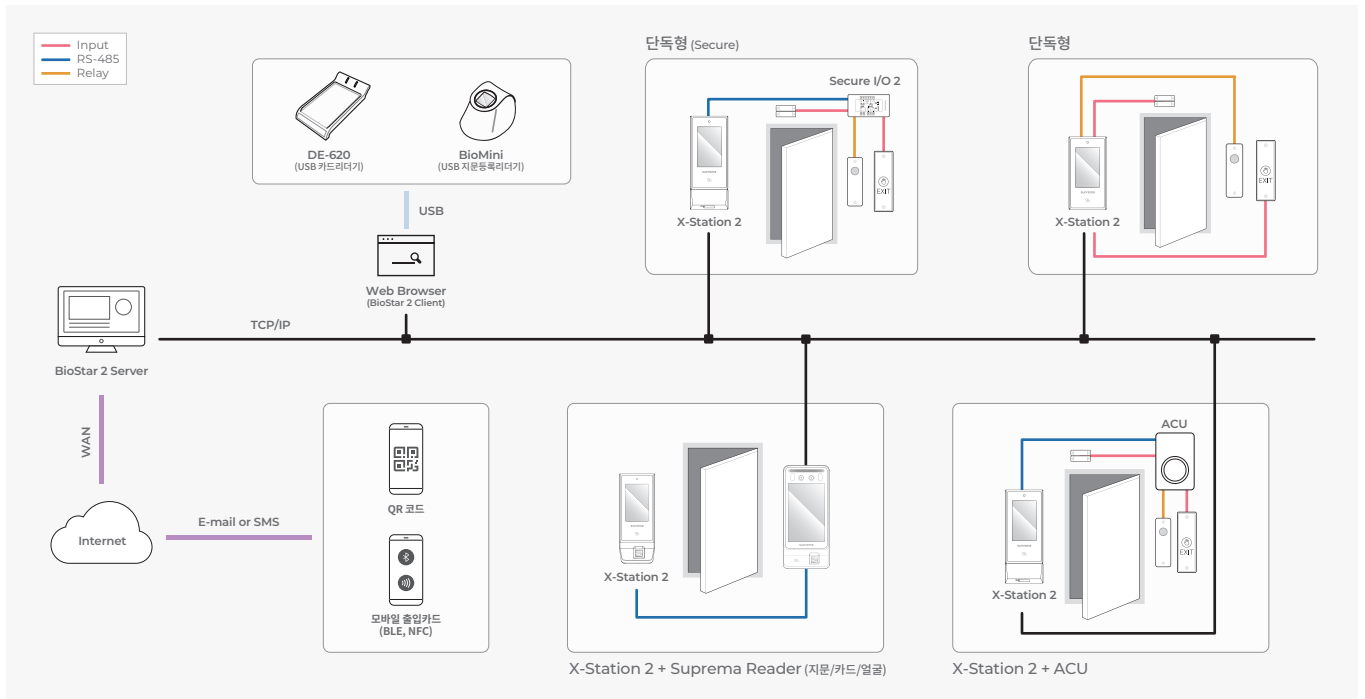 Input
RS-485
Relay
DE-620
(USB 카드리더기)
BioMini
(USB 지문등록리더기)
USB
Web Browser
(BioStar 2 Client)
TCP/IP
BioStar 2 Server
WAN
Internet
E-mail or SMS
QR 코드
모바일 출입카드
(BLE, NFC)
단독형 (Secure)
Secure I/O 2
EXIT
X-Station 2
단독형
EXIT
X-Station 2
X-Station 2
X-Station 2 + Suprema Reader (지문/카드/얼굴)
ACU
EXIT
X-Station 2
X-Station 2 + ACU